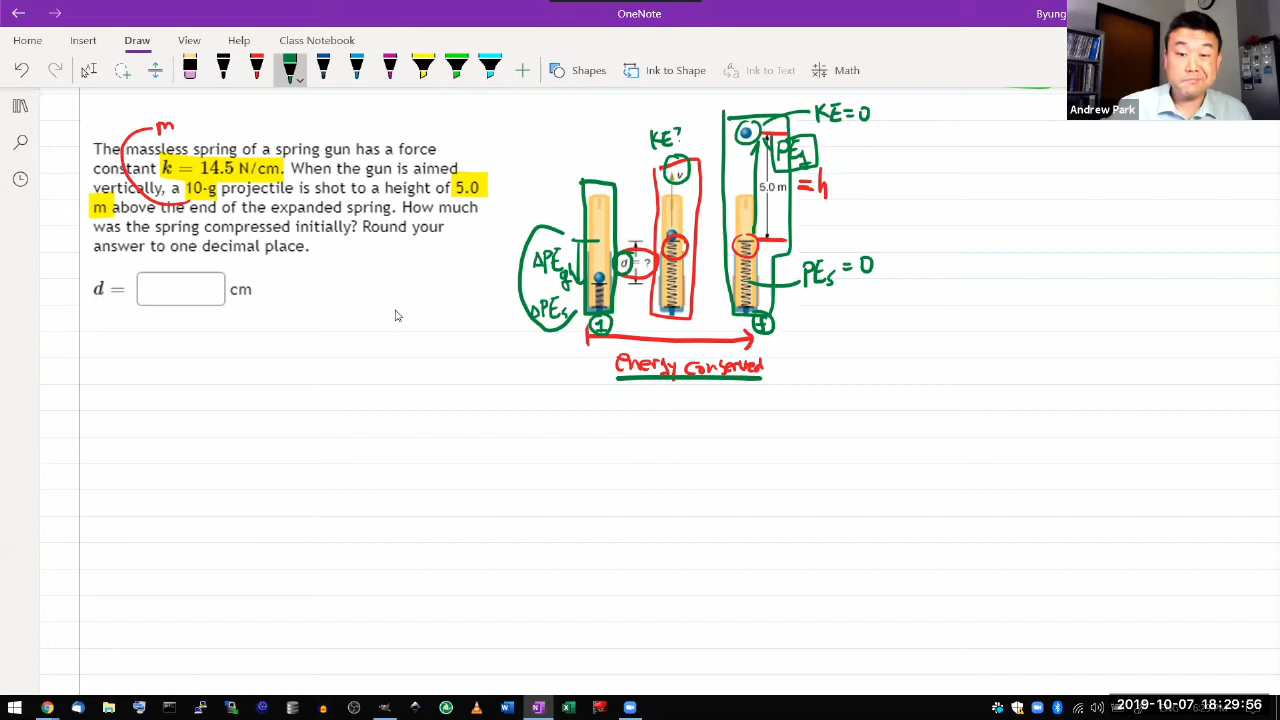 OneNote
Byung
Home Insert Draw View Help Class Notebook
Shapes Ink to Shape Ink to Text Math
Andrew Park
m
The massless spring of a spring gun has a force
constant k = 14.5 N/cm. When the gun is aimed
vertically, a 10-g projectile is shot to a height of 5.0
m above the end of the expanded spring. How much
was the spring compressed initially? Round your
answer to one decimal place.
d = cm
KE=0
KE?
PE
v
5.0 m
= h
ΔPEg
d = ?
PEs = 0
ΔPEs
1
f
Energy conserved
2019-10-07 18:29:56